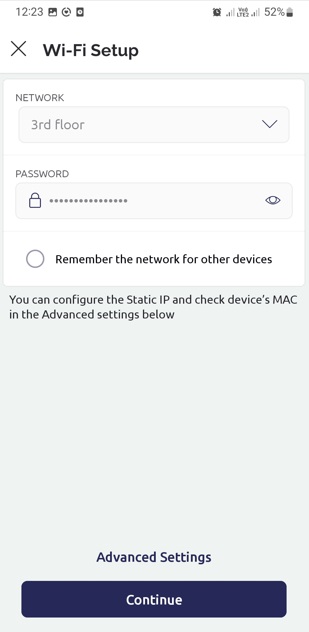 12:23 Vo) LTE2 52%
Wi-Fi Setup
NETWORK
3rd floor
PASSWORD
••••••••••••••••
Remember the network for other devices
You can configure the Static IP and check device's MAC
in the Advanced settings below
Advanced Settings
Continue